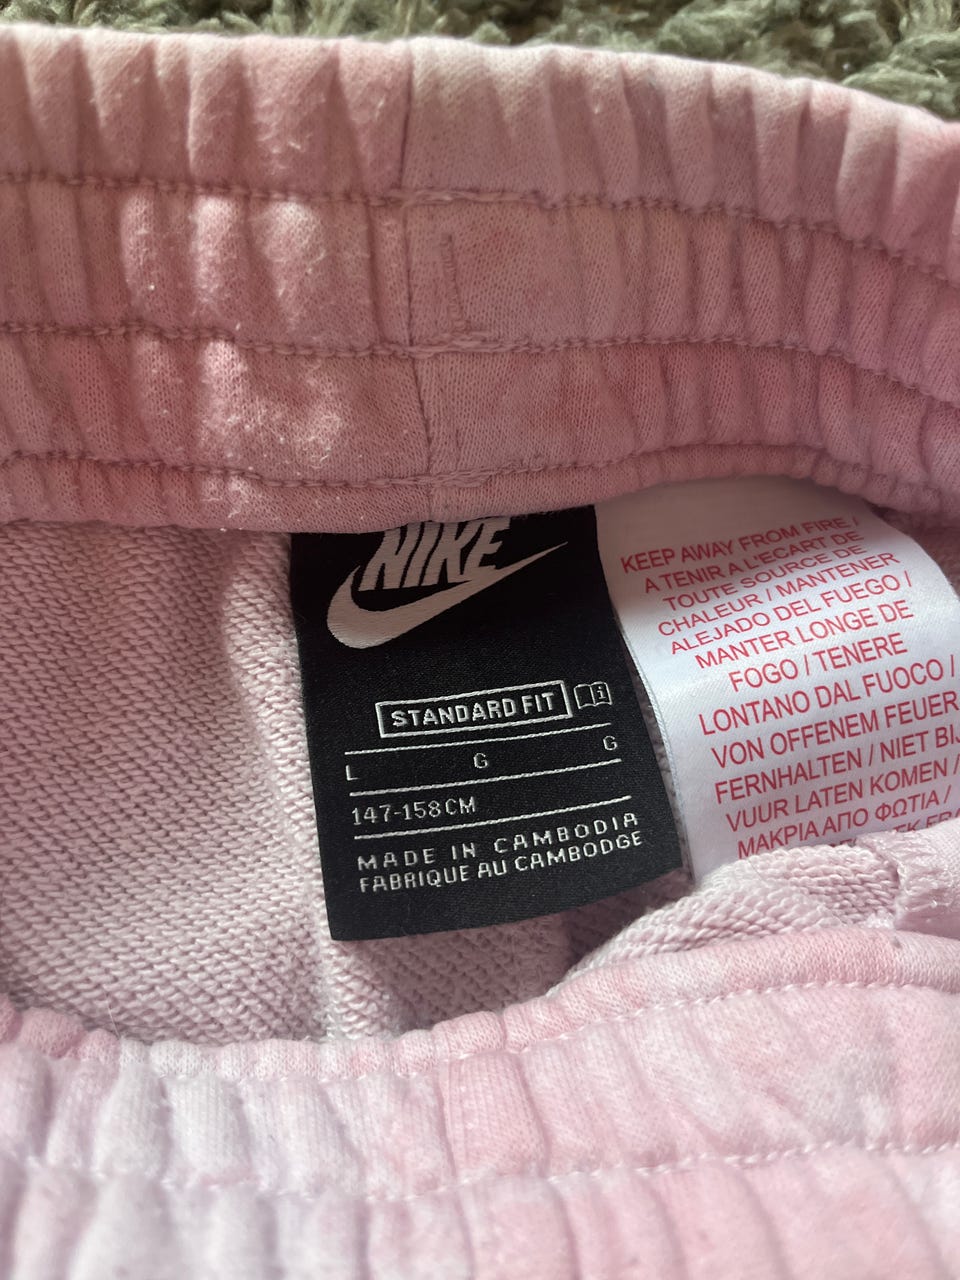 NIKE
STANDARD FIT
L G G
147-158CM
MADE IN CAMBODIA
FABRIQUE AU CAMBODGE
KEEP AWAY FROM FIRE /
A TENIR A L'ECART DE
TOUTE SOURCE DE
CHALEUR / MANTENER
ALEJADO DEL FUEGO /
MANTER LONGE DE
FOGO / TENERE
LONTANO DAL FUOCO /
VON OFFENEM FEUER
FERNHALTEN / NIET BIJ
VUUR LATEN KOMEN /
ΜΑΚΡΙΑ ΑΠΟ ΦΩΤΙΑ /